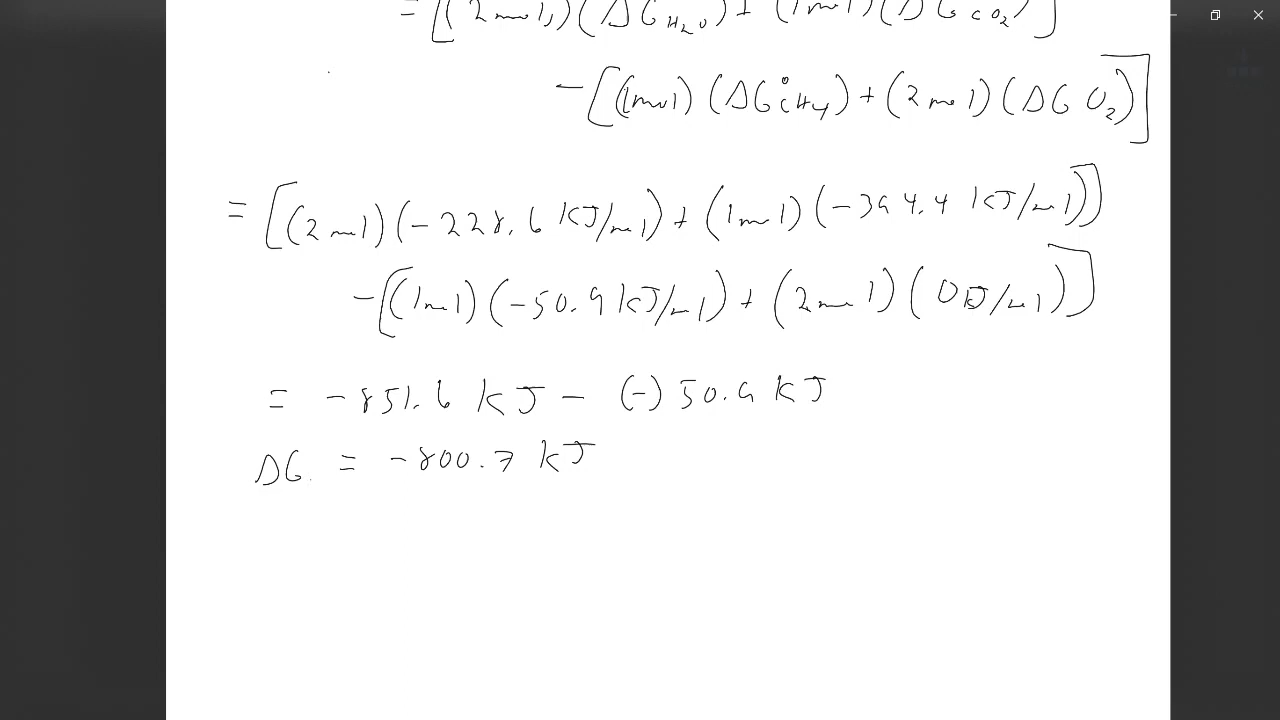 = [(2 mol)(ΔG H₂O) + (1 mol)(ΔG CO₂)]
- [(1 mol)(ΔG°CH₄) + (2 mol)(ΔG O₂)]
= [(2 mol)(-228.6 kJ/mol) + (1 mol)(-394.4 kJ/mol)]
- [(1 mol)(-50.9 kJ/mol) + (2 mol)(0 kJ/mol)]
= -851.6 kJ - (-) 50.9 kJ
ΔG = -800.7 kJ